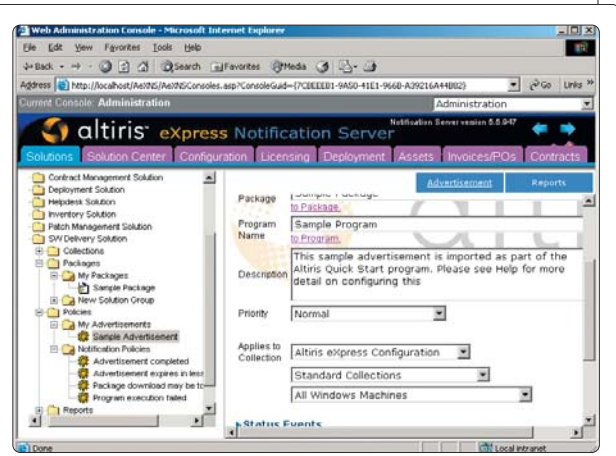 Web Administration Console - Microsoft Internet Explorer
File Edit View Favorites Tools Help
Back Search Favorites Media
Address http://localhost/AeXNS/AeXNSConsoles.asp?ConsoleGuid={7CBEEEB1-9A50-41E1-966B-A39216A44B82} Go Links »
Current Console: Administration Administration
altiris eXpress Notification Server
Notification Server version 5.5.947
Solutions Solution Center Configuration Licensing Deployment Assets Invoices/POs Contracts
Contract Management Solution
Deployment Solution
Helpdesk Solution
Inventory Solution
Patch Management Solution
SW Delivery Solution
Collections
Packages
My Packages
Sample Package
New Solution Group
Policies
My Advertisements
Sample Advertisement
Notification Policies
Advertisement completed
Advertisement expires in less
Package download may be to
Program execution failed
Reports
Advertisement Reports
Package Sample Package
to Package.
Program Name Sample Program
to Program.
Description This sample advertisement is imported as part of the
Altiris Quick Start program. Please see Help for more
detail on configuring this
Priority Normal
Applies to Collection Altiris eXpress Configuration
Standard Collections
All Windows Machines
Status Events
Done Local intranet